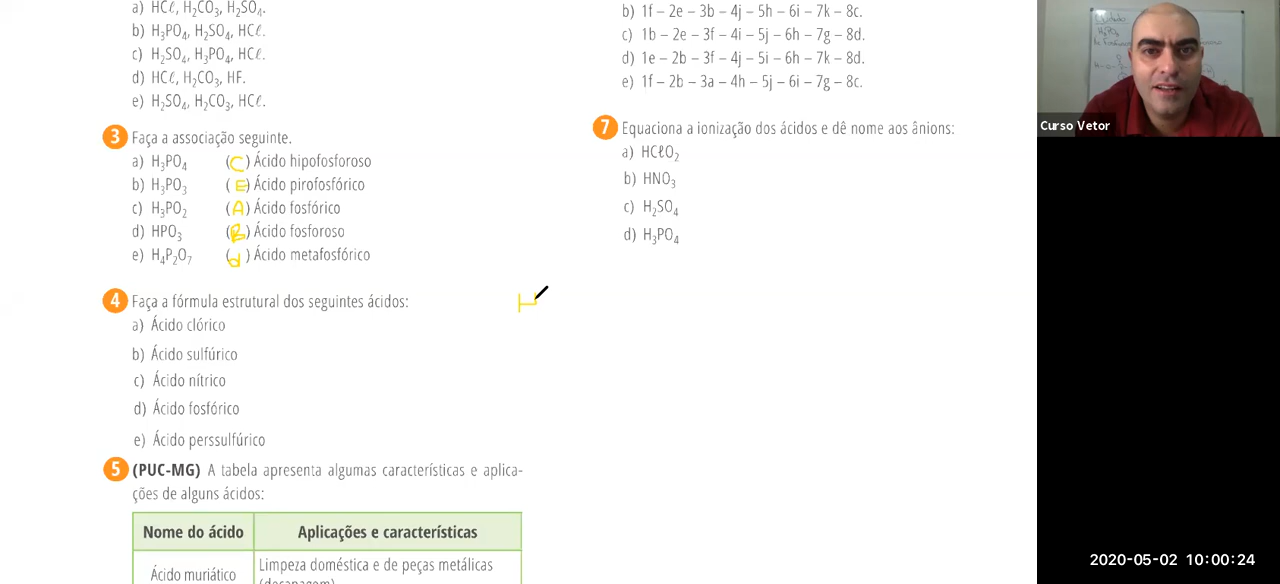 a) HCℓ, H₂CO₃, H₂SO₄.
b) H₃PO₄, H₂SO₄, HCℓ.
c) H₂SO₄, H₃PO₄, HCℓ.
d) HCℓ, H₂CO₃, HF.
e) H₂SO₄, H₂CO₃, HCℓ.
3 Faça a associação seguinte.
a) H₃PO₄ (C) Ácido hipofosforoso
b) H₃PO₃ (E) Ácido pirofosfórico
c) H₃PO₂ (A) Ácido fosfórico
d) HPO₃ (B) Ácido fosforoso
e) H₄P₂O₇ (d) Ácido metafosfórico
4 Faça a fórmula estrutural dos seguintes ácidos:
a) Ácido clórico
b) Ácido sulfúrico
c) Ácido nítrico
d) Ácido fosfórico
e) Ácido perssulfúrico
5 (PUC-MG) A tabela apresenta algumas características e aplica-
ções de alguns ácidos:
Nome do ácido Aplicações e características
Ácido muriático Limpeza doméstica e de peças metálicas
(decapagem)
b) 1f – 2e – 3b – 4j – 5h – 6i – 7k – 8c.
c) 1b – 2e – 3f – 4i – 5j – 6h – 7g – 8d.
d) 1e – 2b – 3f – 4j – 5i – 6h – 7k – 8d.
e) 1f – 2b – 3a – 4h – 5j – 6i – 7g – 8c.
7 Equaciona a ionização dos ácidos e dê nome aos ânions:
a) HCℓO₂
b) HNO₃
c) H₂SO₄
d) H₃PO₄
H
Curso Vetor
2020-05-02 10:00:24